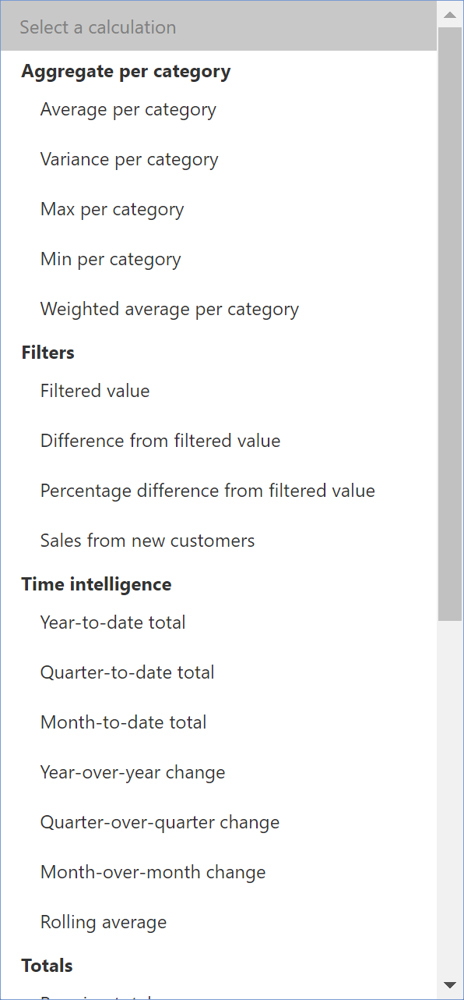 Select a calculation
Aggregate per category
Average per category
Variance per category
Max per category
Min per category
Weighted average per category
Filters
Filtered value
Difference from filtered value
Percentage difference from filtered value
Sales from new customers
Time intelligence
Year-to-date total
Quarter-to-date total
Month-to-date total
Year-over-year change
Quarter-over-quarter change
Month-over-month change
Rolling average
Totals